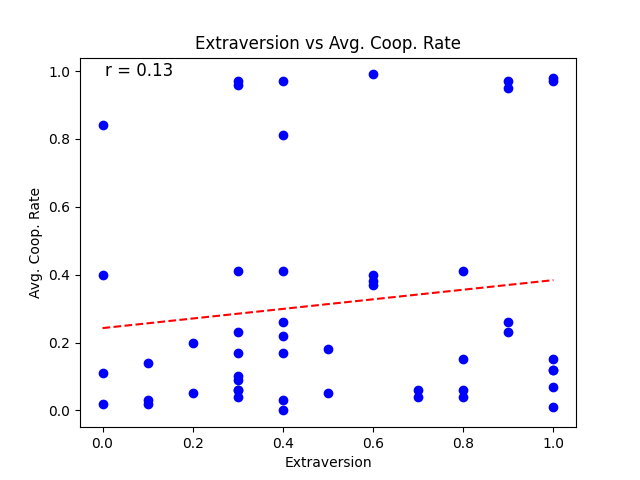 Extraversion vs Avg. Coop. Rate
r = 0.13
1.0
0.8
0.6
0.4
0.2
0.0
Avg. Coop. Rate
0.0 0.2 0.4 0.6 0.8 1.0
Extraversion